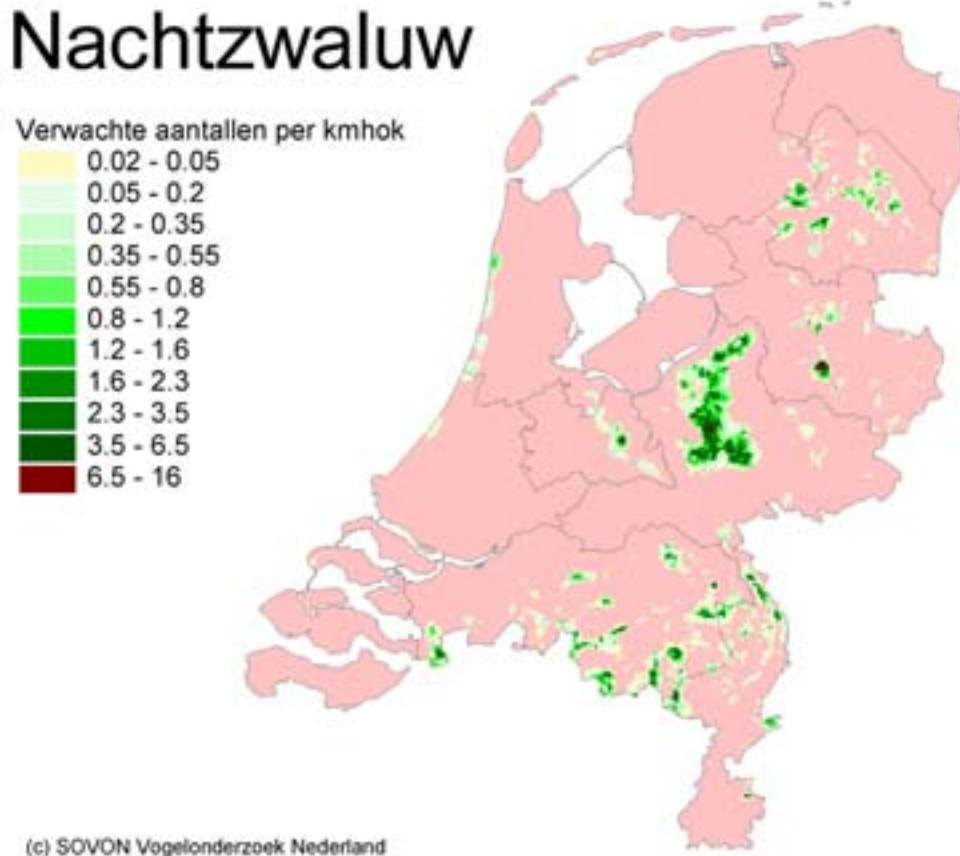 Nachtzwaluw
Verwachte aantallen per kmhok
0.02 - 0.05
0.05 - 0.2
0.2 - 0.35
0.35 - 0.55
0.55 - 0.8
0.8 - 1.2
1.2 - 1.6
1.6 - 2.3
2.3 - 3.5
3.5 - 6.5
6.5 - 16
(c) SOVON Vogelonderzoek Nederland